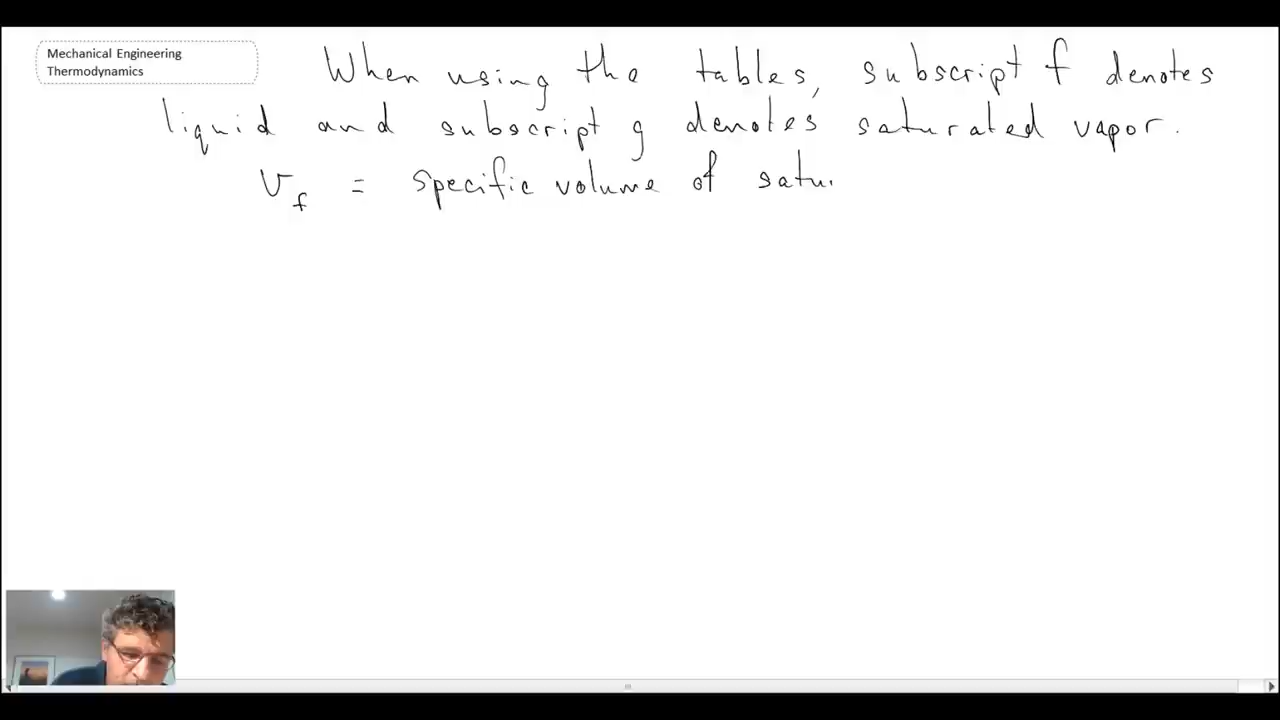 Mechanical Engineering
Thermodynamics
When using the tables, subscript f denotes
liquid and subscript g denotes saturated vapor.
v_f = specific volume of satu